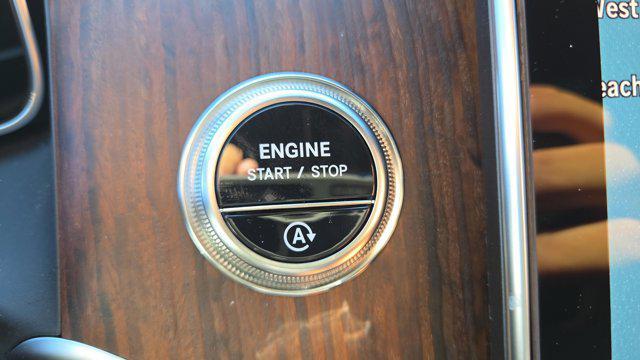 ENGINE
START / STOP
A